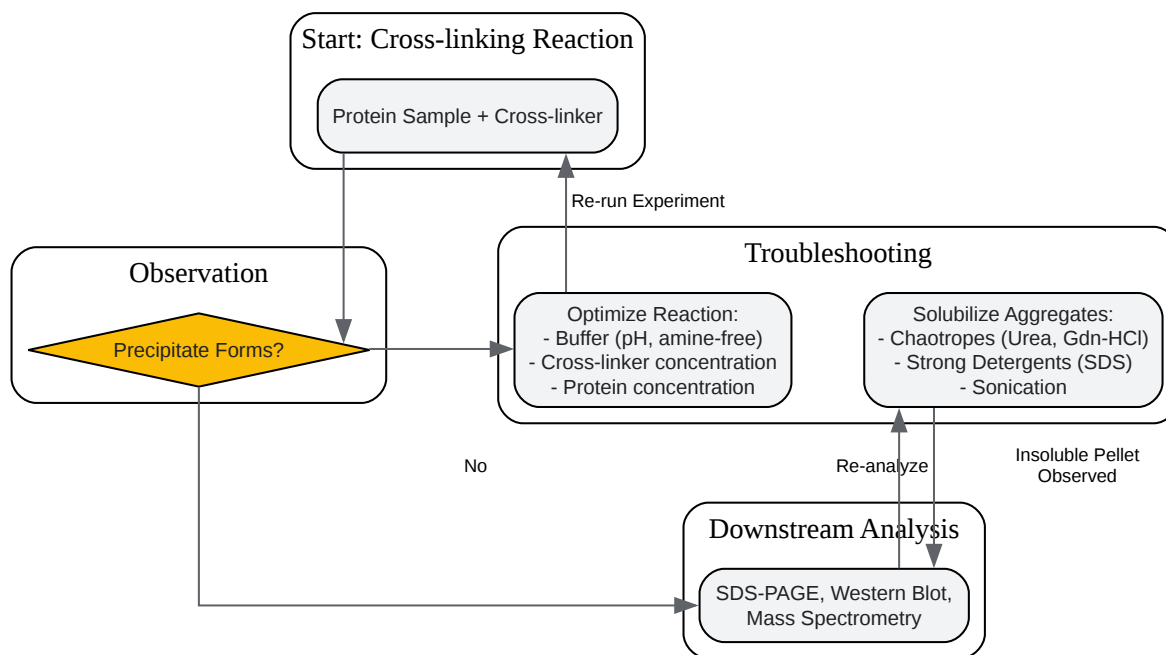 Start: Cross-linking Reaction
Protein Sample + Cross-linker
Re-run Experiment
Observation
Precipitate Forms?
Troubleshooting
Optimize Reaction:
- Buffer (pH, amine-free)
- Cross-linker concentration
- Protein concentration
Solubilize Aggregates:
- Chaotropes (Urea, Gdn-HCl)
- Strong Detergents (SDS)
- Sonication
No
Re-analyze
Insoluble Pellet
Observed
Downstream Analysis
SDS-PAGE, Western Blot,
Mass Spectrometry